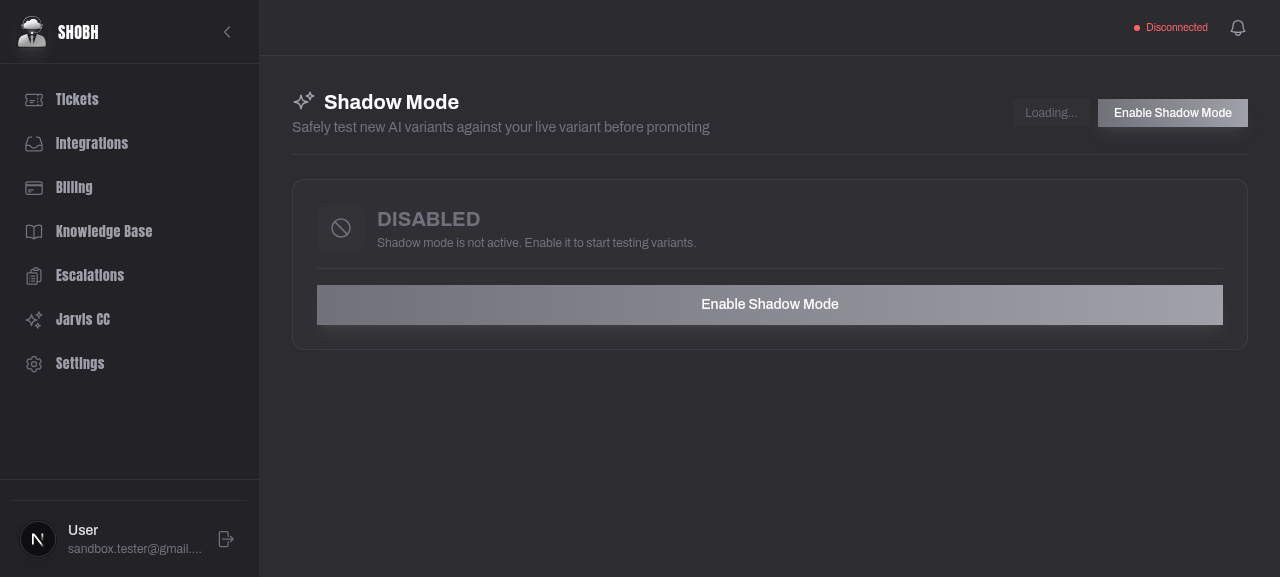 SHOBH
Tickets
Integrations
Billing
Knowledge Base
Escalations
Jarvis CC
Settings
User
sandbox.tester@gmail....
Disconnected
Shadow Mode
Safely test new AI variants against your live variant before promoting
Loading...
Enable Shadow Mode
DISABLED
Shadow mode is not active. Enable it to start testing variants.
Enable Shadow Mode
N